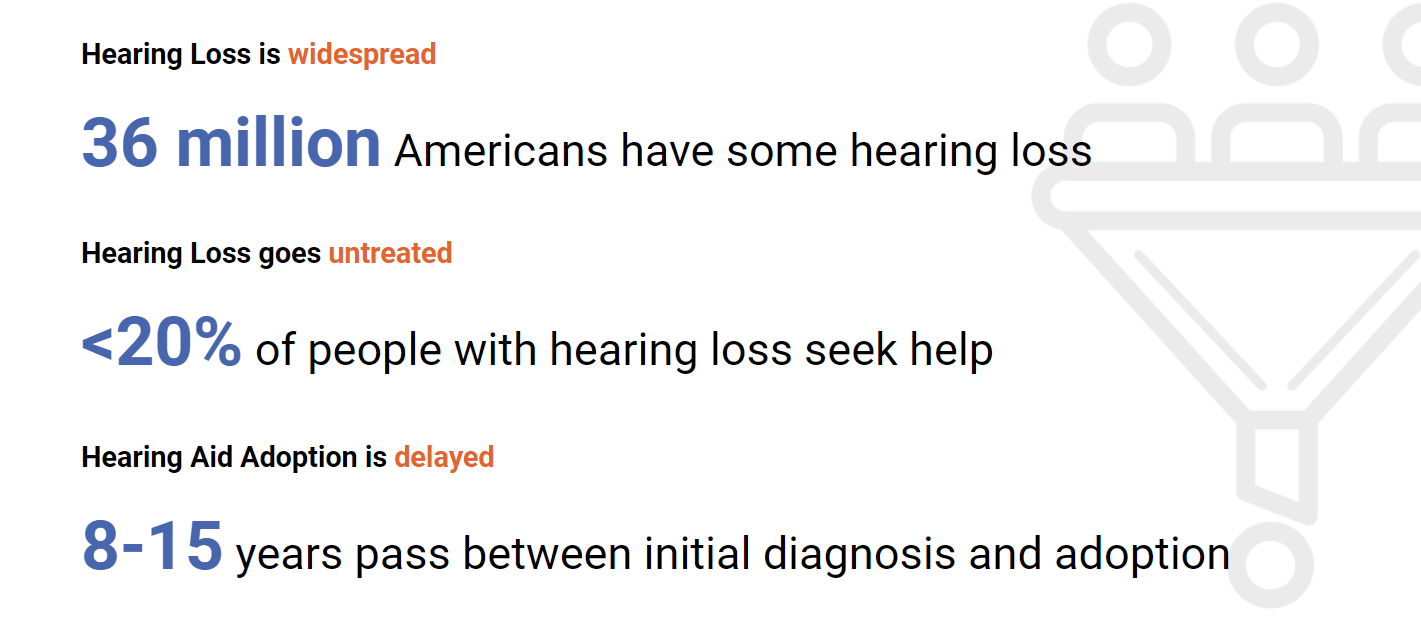 Hearing Loss is widespread
36 million Americans have some hearing loss
Hearing Loss goes untreated
<20% of people with hearing loss seek help
Hearing Aid Adoption is delayed
8-15 years pass between initial diagnosis and adoption